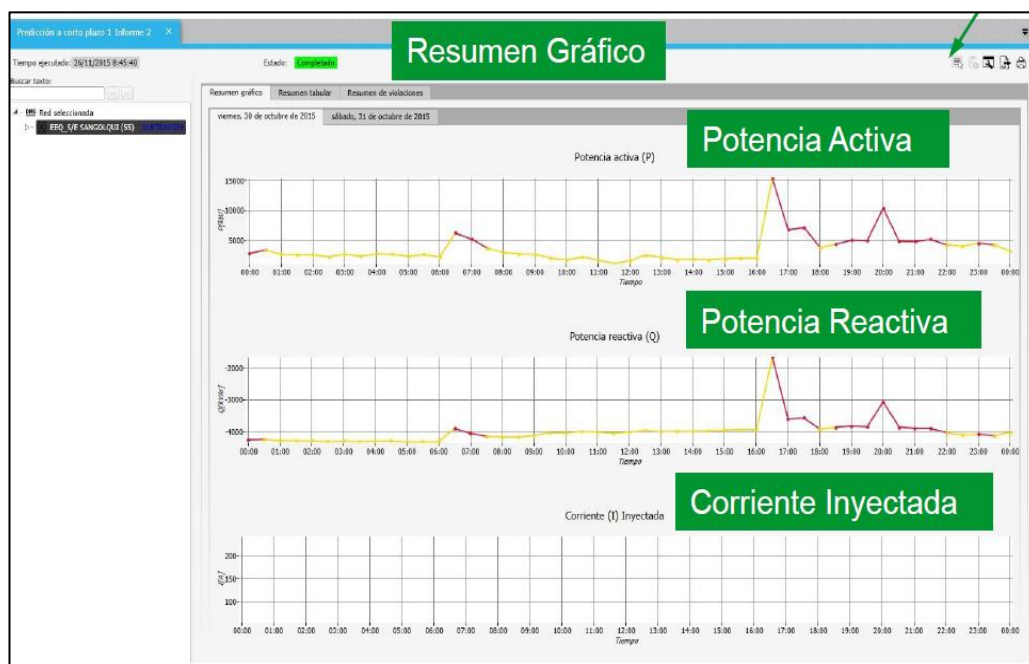 Predicción a corto plazo 1 Informe 2 ×
Resumen Gráfico
Tiempo ejecutado: 26/11/2015 8:45:40 Estado: Completado
Buscar texto:
Resumen gráfico Resumen tabular Resumen de violaciones
Red seleccionada
EEQ_S/E SANGOLQUI (55)
viernes, 30 de octubre de 2015 sábado, 31 de octubre de 2015
Potencia Activa
Potencia activa (P)
15000
10000
5000
00:00 01:00 02:00 03:00 04:00 05:00 06:00 07:00 08:00 09:00 10:00 11:00 12:00 13:00 14:00 15:00 16:00 17:00 18:00 19:00 20:00 21:00 22:00 23:00 00:00
Tiempo
Potencia Reactiva
Potencia reactiva (Q)
-2000
-3000
-4000
00:00 01:00 02:00 03:00 04:00 05:00 06:00 07:00 08:00 09:00 10:00 11:00 12:00 13:00 14:00 15:00 16:00 17:00 18:00 19:00 20:00 21:00 22:00 23:00 00:00
Tiempo
Corriente Inyectada
Corriente (I) Inyectada
200
I[A]
150
100
00:00 01:00 02:00 03:00 04:00 05:00 06:00 07:00 08:00 09:00 10:00 11:00 12:00 13:00 14:00 15:00 16:00 17:00 18:00 19:00 20:00 21:00 22:00 23:00 00:00
Tiempo